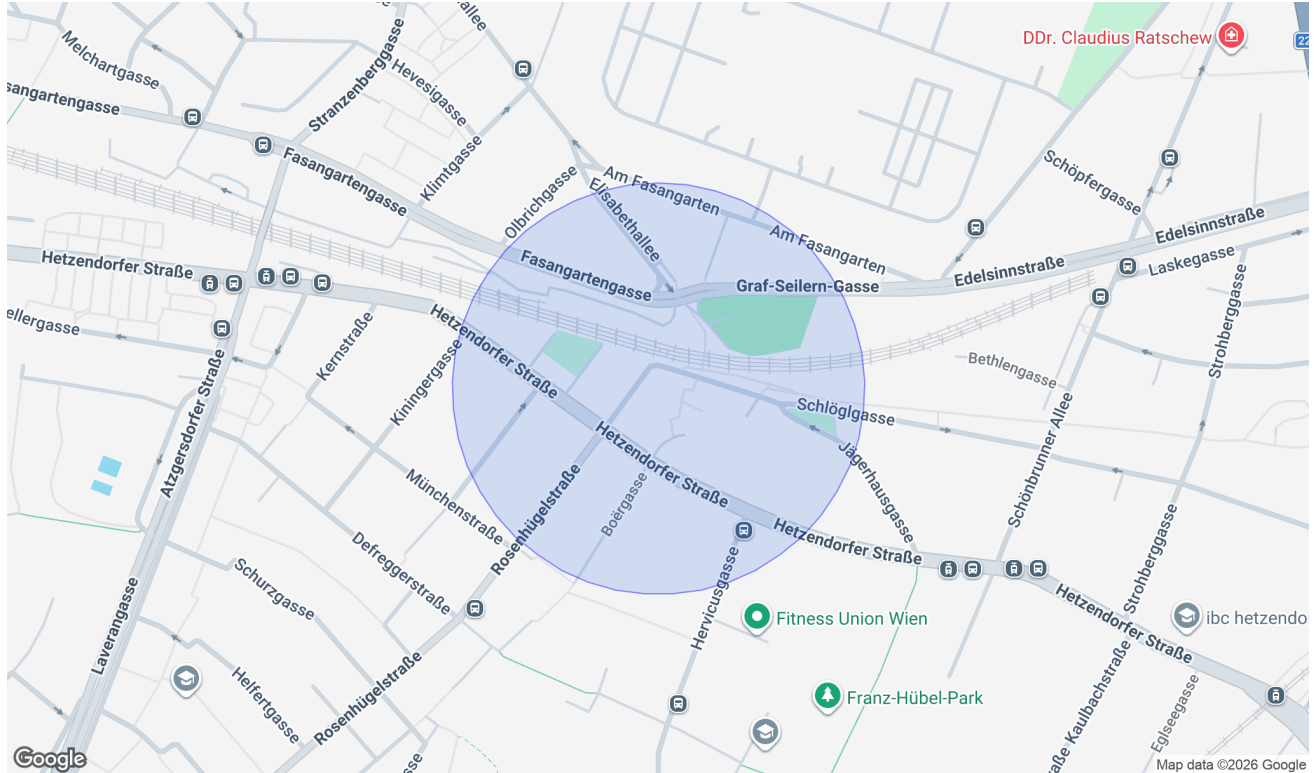 allee
DDr. Claudius Ratschew
22
Melchartgasse
Stranzenberggasse
Hevesigasse
sangartengasse
Klimtgasse
Fasangartengasse
Olbrichgasse
Am Fasangarten
Elisabethallee
Schöpfergasse
Am Fasangarten
Edelsinnstraße
Laskegasse
Hetzendorfer Straße
Fasangartengasse
Graf-Seilern-Gasse
Edelsinnstraße
ellergasse
Kernstraße
Kiningergasse
Hetzendorfer Straße
Bethlengasse
Strohberggasse
Atzgersdorfer Straße
Schlöglgasse
Jägerhausgasse
Schönbrunner Allee
Hetzendorfer Straße
Münchenstraße
Rosenhügelstraße
Boërgasse
Hetzendorfer Straße
Strohberggasse
Defreggerstraße
Schurzgasse
Laverangasse
Hervicusgasse
Fitness Union Wien
Hetzendorfer Straße
ibc hetzendo
Helfertgasse
Rosenhügelstraße
Franz-Hübel-Park
aße Kaulbachstraße
Eglseegasse
sse
Google
Map data ©2026 Google